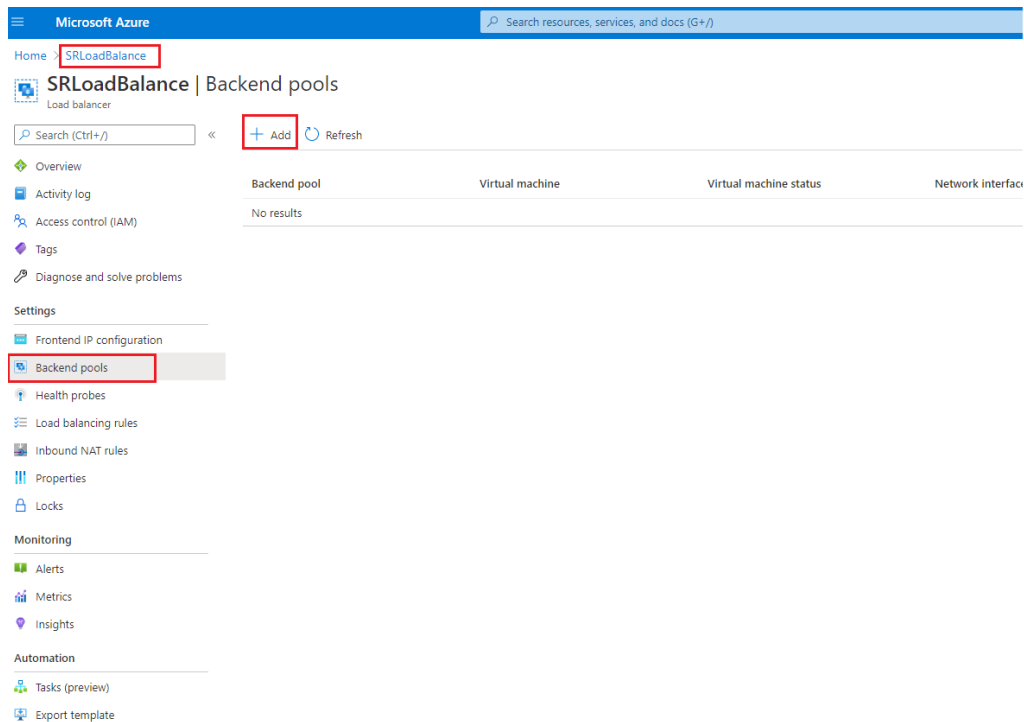 Microsoft Azure
Search resources, services, and docs (G+/)
Home > SRLoadBalance
SRLoadBalance | Backend pools
Load balancer
Search (Ctrl+/)
«
+ Add Refresh
Backend pool Virtual machine Virtual machine status Network interface
No results
Overview
Activity log
Access control (IAM)
Tags
Diagnose and solve problems
Settings
Frontend IP configuration
Backend pools
Health probes
Load balancing rules
Inbound NAT rules
Properties
Locks
Monitoring
Alerts
Metrics
Insights
Automation
Tasks (preview)
Export template